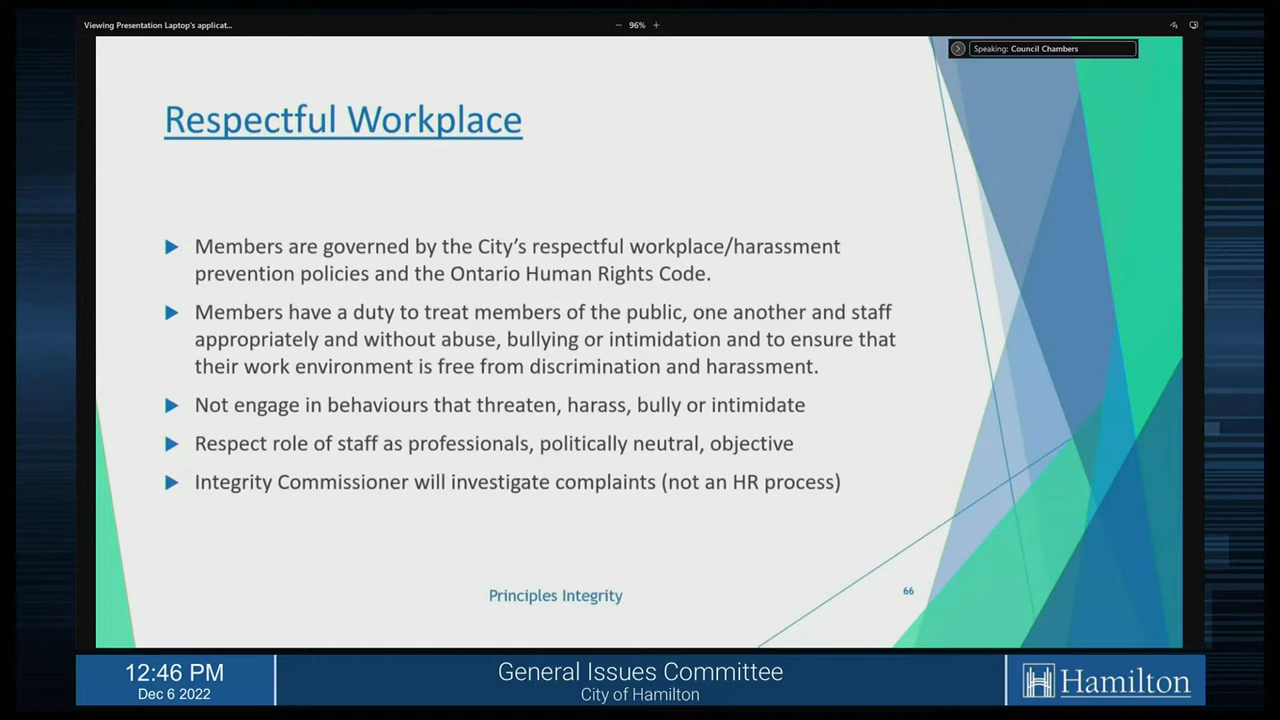 Viewing Presentation Laptop's applicat...
− 96% +
Speaking: Council Chambers
Respectful Workplace
Members are governed by the City's respectful workplace/harassment
prevention policies and the Ontario Human Rights Code.
Members have a duty to treat members of the public, one another and staff
appropriately and without abuse, bullying or intimidation and to ensure that
their work environment is free from discrimination and harassment.
Not engage in behaviours that threaten, harass, bully or intimidate
Respect role of staff as professionals, politically neutral, objective
Integrity Commissioner will investigate complaints (not an HR process)
Principles Integrity
66
12:46 PM
Dec 6 2022
General Issues Committee
City of Hamilton
Hamilton